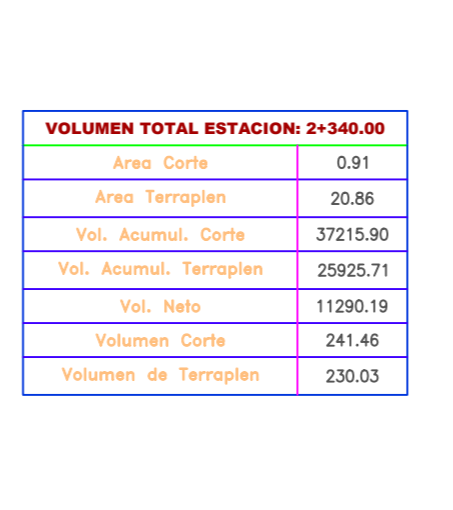 VOLUMEN TOTAL ESTACION: 2+340.00
Area Corte 0.91
Area Terraplen 20.86
Vol. Acumul. Corte 37215.90
Vol. Acumul. Terraplen 25925.71
Vol. Neto 11290.19
Volumen Corte 241.46
Volumen de Terraplen 230.03